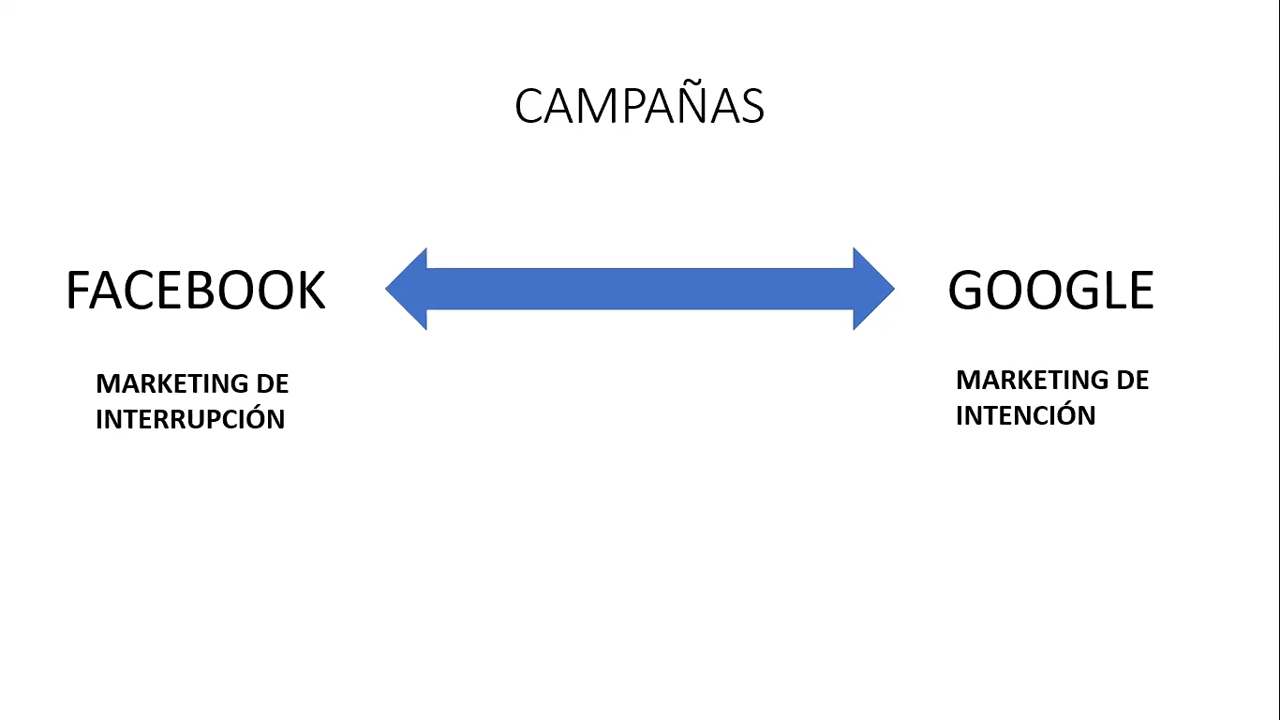 CAMPAÑAS
FACEBOOK
GOOGLE
MARKETING DE
INTERRUPCIÓN
MARKETING DE
INTENCIÓN